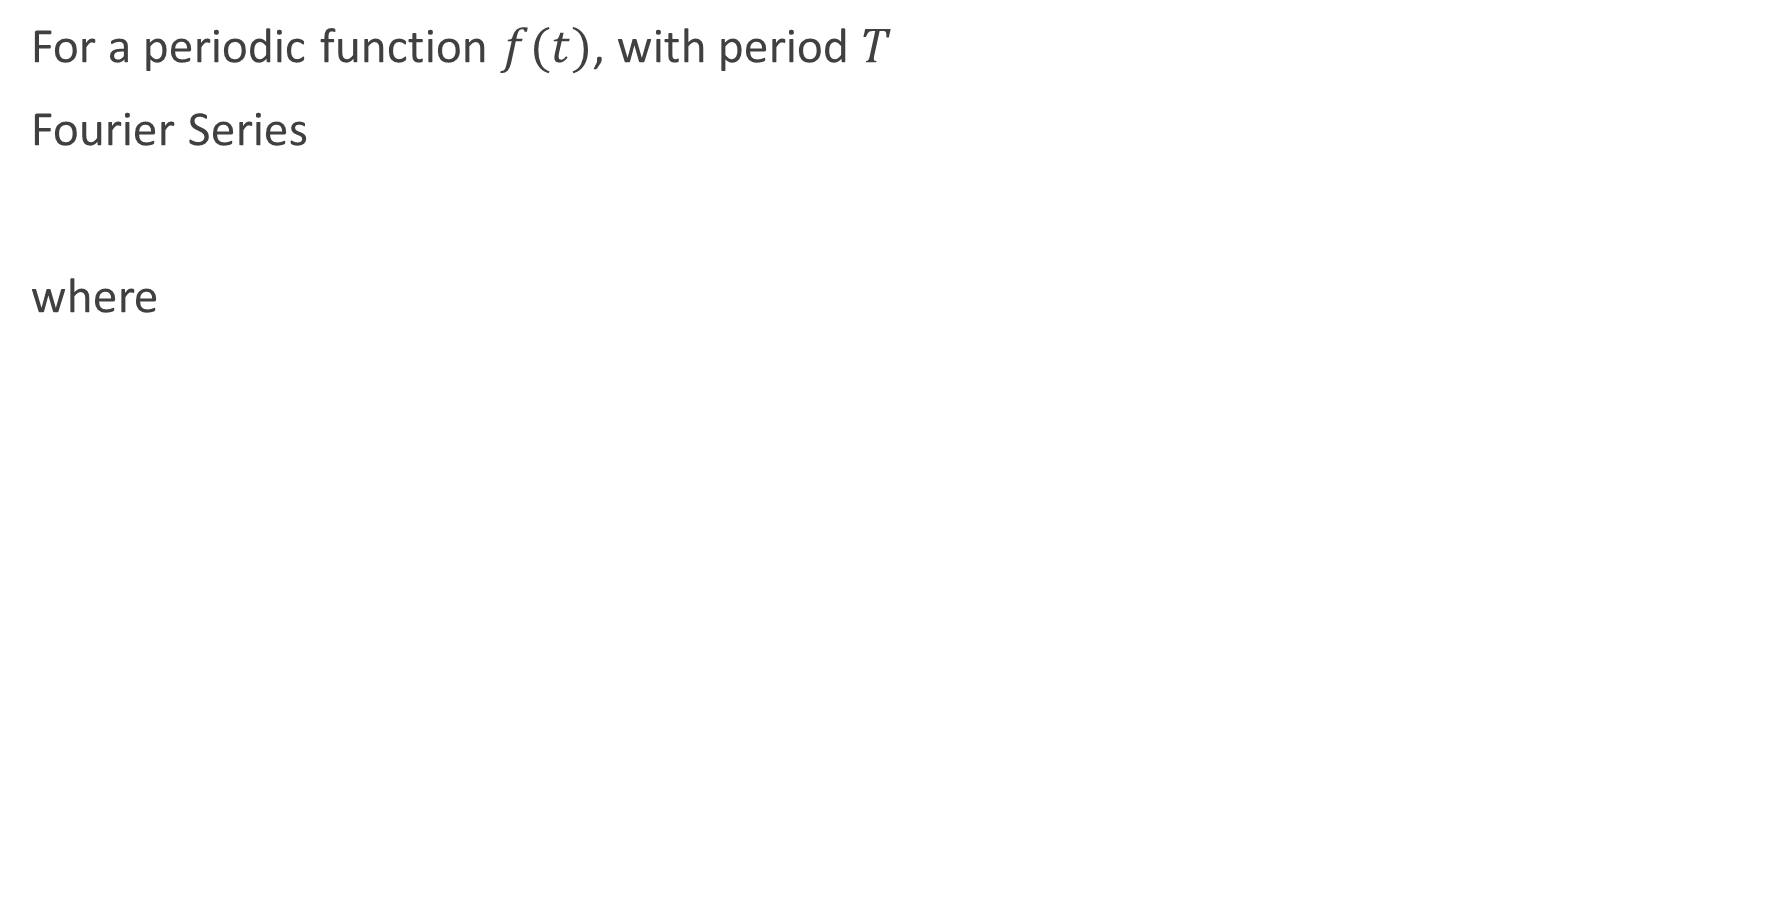 For a periodic function 𝑓(𝑡), with period 𝑇
Fourier Series
where